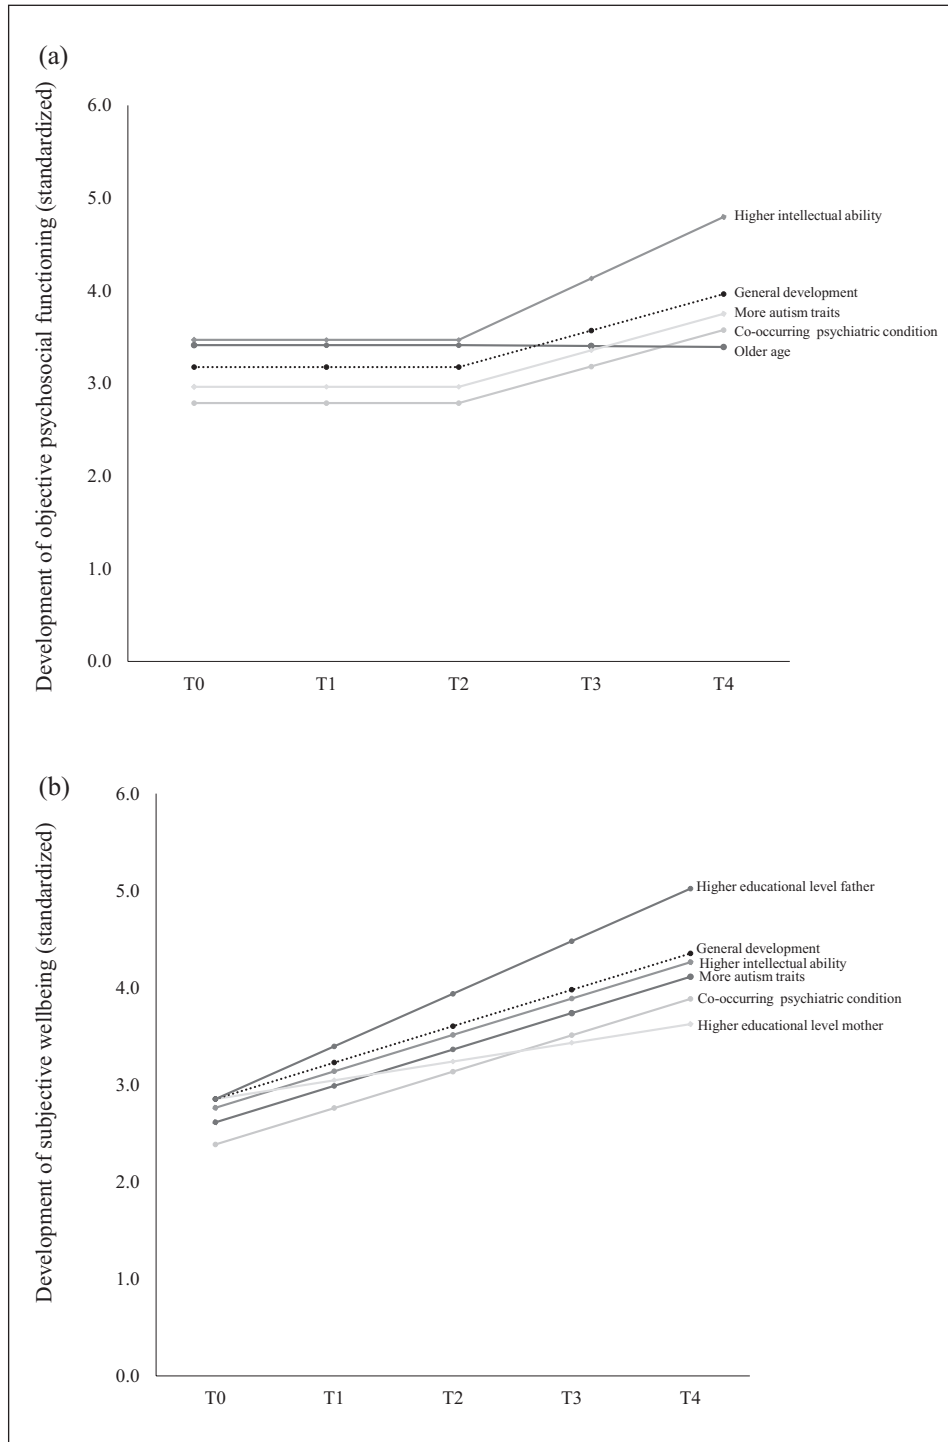 (a)
Development of objective psychosocial functioning (standardized)
6.0
5.0
4.0
3.0
2.0
1.0
0.0
Higher intellectual ability
General development
More autism traits
Co-occurring psychiatric condition
Older age
T0 T1 T2 T3 T4
(b)
Development of subjective wellbeing (standardized)
6.0
5.0
4.0
3.0
2.0
1.0
0.0
Higher educational level father
General development
Higher intellectual ability
More autism traits
Co-occurring psychiatric condition
Higher educational level mother
T0 T1 T2 T3 T4